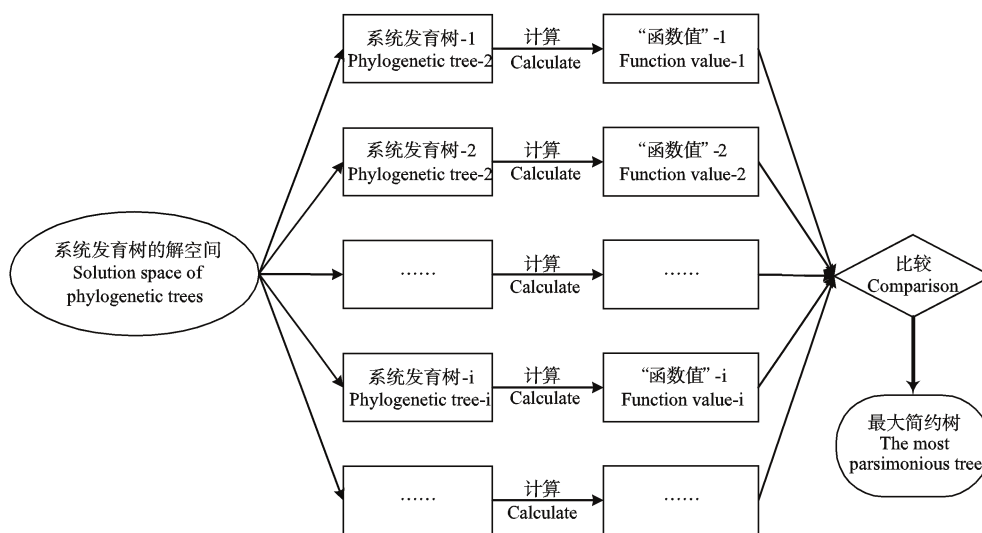 系统发育树的解空间
Solution space of
phylogenetic trees
系统发育树-1
Phylogenetic tree-2
计算
Calculate
“函数值”-1
Function value-1
系统发育树-2
Phylogenetic tree-2
计算
Calculate
“函数值”-2
Function value-2
……
计算
Calculate
……
系统发育树-i
Phylogenetic tree-i
计算
Calculate
“函数值”-i
Function value-i
……
计算
Calculate
……
比较
Comparison
最大简约树
The most
parsimonious tree